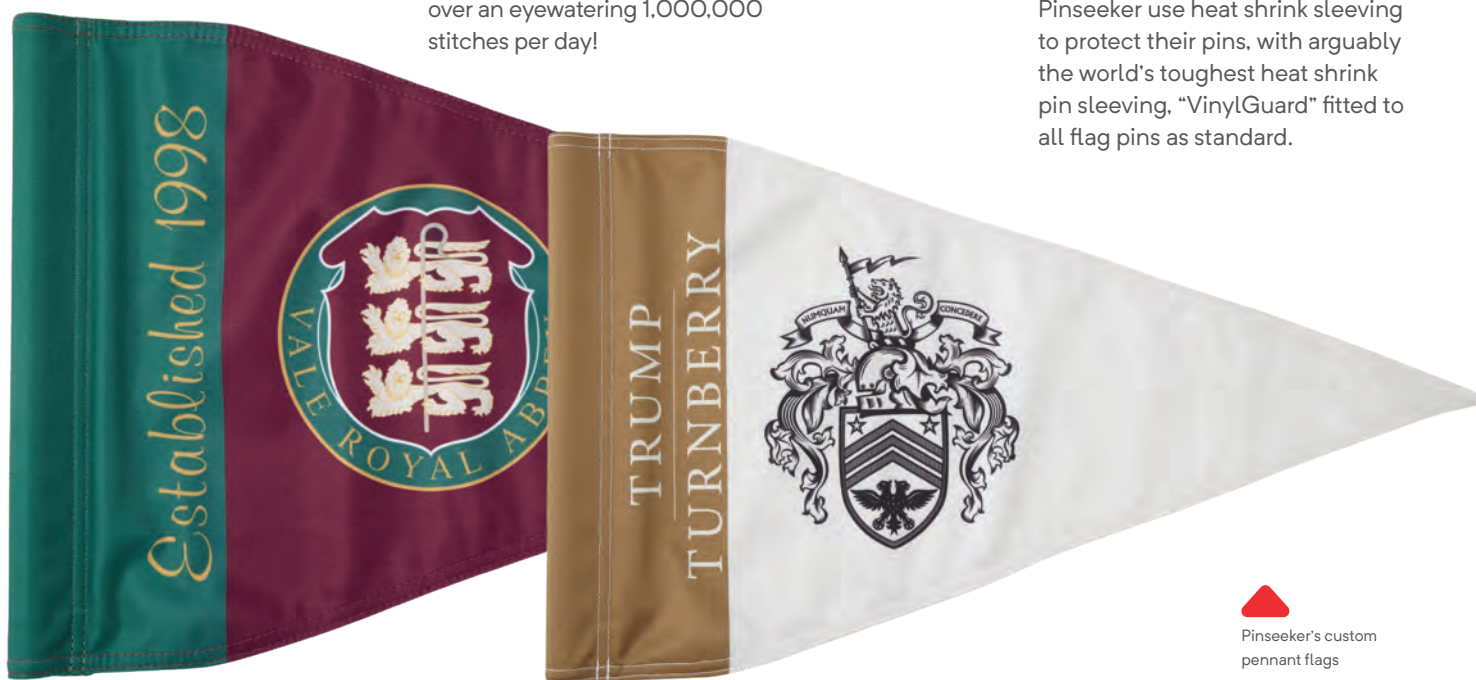 over an eyewatering 1,000,000
stitches per day!
Pinseeker use heat shrink sleeving
to protect their pins, with arguably
the world's toughest heat shrink
pin sleeving, “VinylGuard” fitted to
all flag pins as standard.
Established 1998
VALE ROYAL
TRUMP
TURNBERRY
NUMQUAM CONCEDERE
Pinseeker's custom
pennant flags